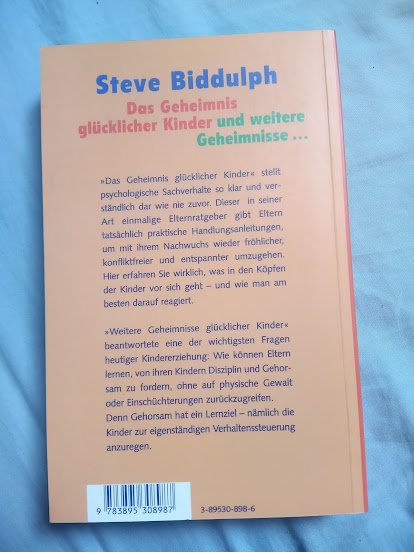 Steve Biddulph
Das Geheimnis
glücklicher Kinder und weitere
Geheimnisse ...
»Das Geheimnis glücklicher Kinder« stellt
psychologische Sachverhalte so klar und ver-
ständlich dar wie nie zuvor. Dieser in seiner
Art einmalige Elternratgeber gibt Eltern
tatsächlich praktische Handlungsanleitungen,
um mit ihrem Nachwuchs wieder fröhlicher,
konfliktfreier und entspannter umzugehen.
Hier erfahren Sie wirklich, was in den Köpfen
der Kinder vor sich geht – und wie man am
besten darauf reagiert.
»Weitere Geheimnisse glücklicher Kinder«
beantwortete eine der wichtigsten Fragen
heutiger Kindererziehung: Wie können Eltern
lernen, von ihren Kindern Disziplin und Gehor-
sam zu fordern, ohne auf physische Gewalt
oder Einschüchterungen zurückzugreifen.
Denn Gehorsam hat ein Lernziel – nämlich die
Kinder zur eigenständigen Verhaltenssteuerung
anzuregen.
9 783895 308987
3-89530-898-6